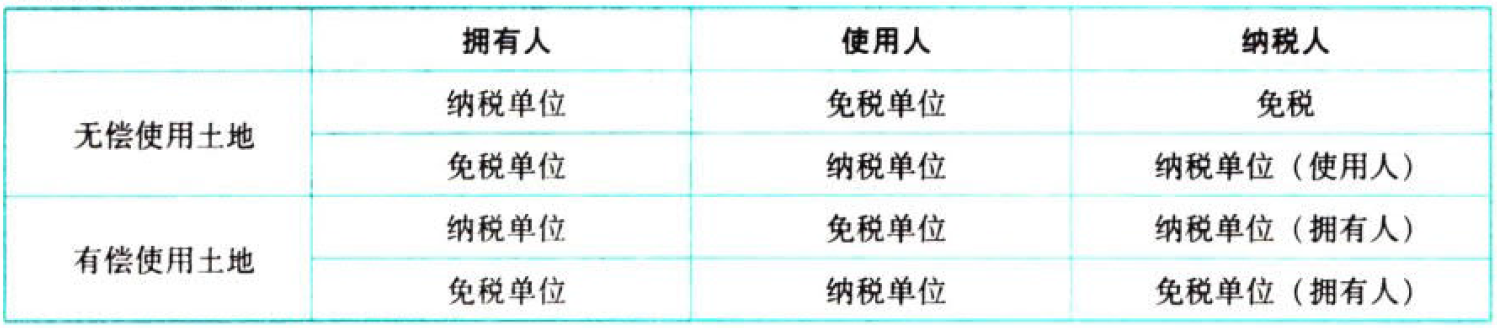 拥有人 使用人 纳税人
无偿使用土地
纳税单位 免税单位 免税
免税单位 纳税单位 纳税单位（使用人）
有偿使用土地
纳税单位 免税单位 纳税单位（拥有人）
免税单位 纳税单位 免税单位（拥有人）